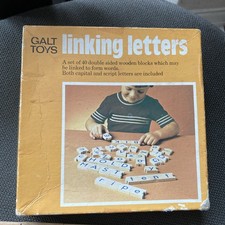 GALT
TOYS
linking letters
A set of 40 double sided wooden blocks which may
be linked to form words.
Both capital and script letters are included